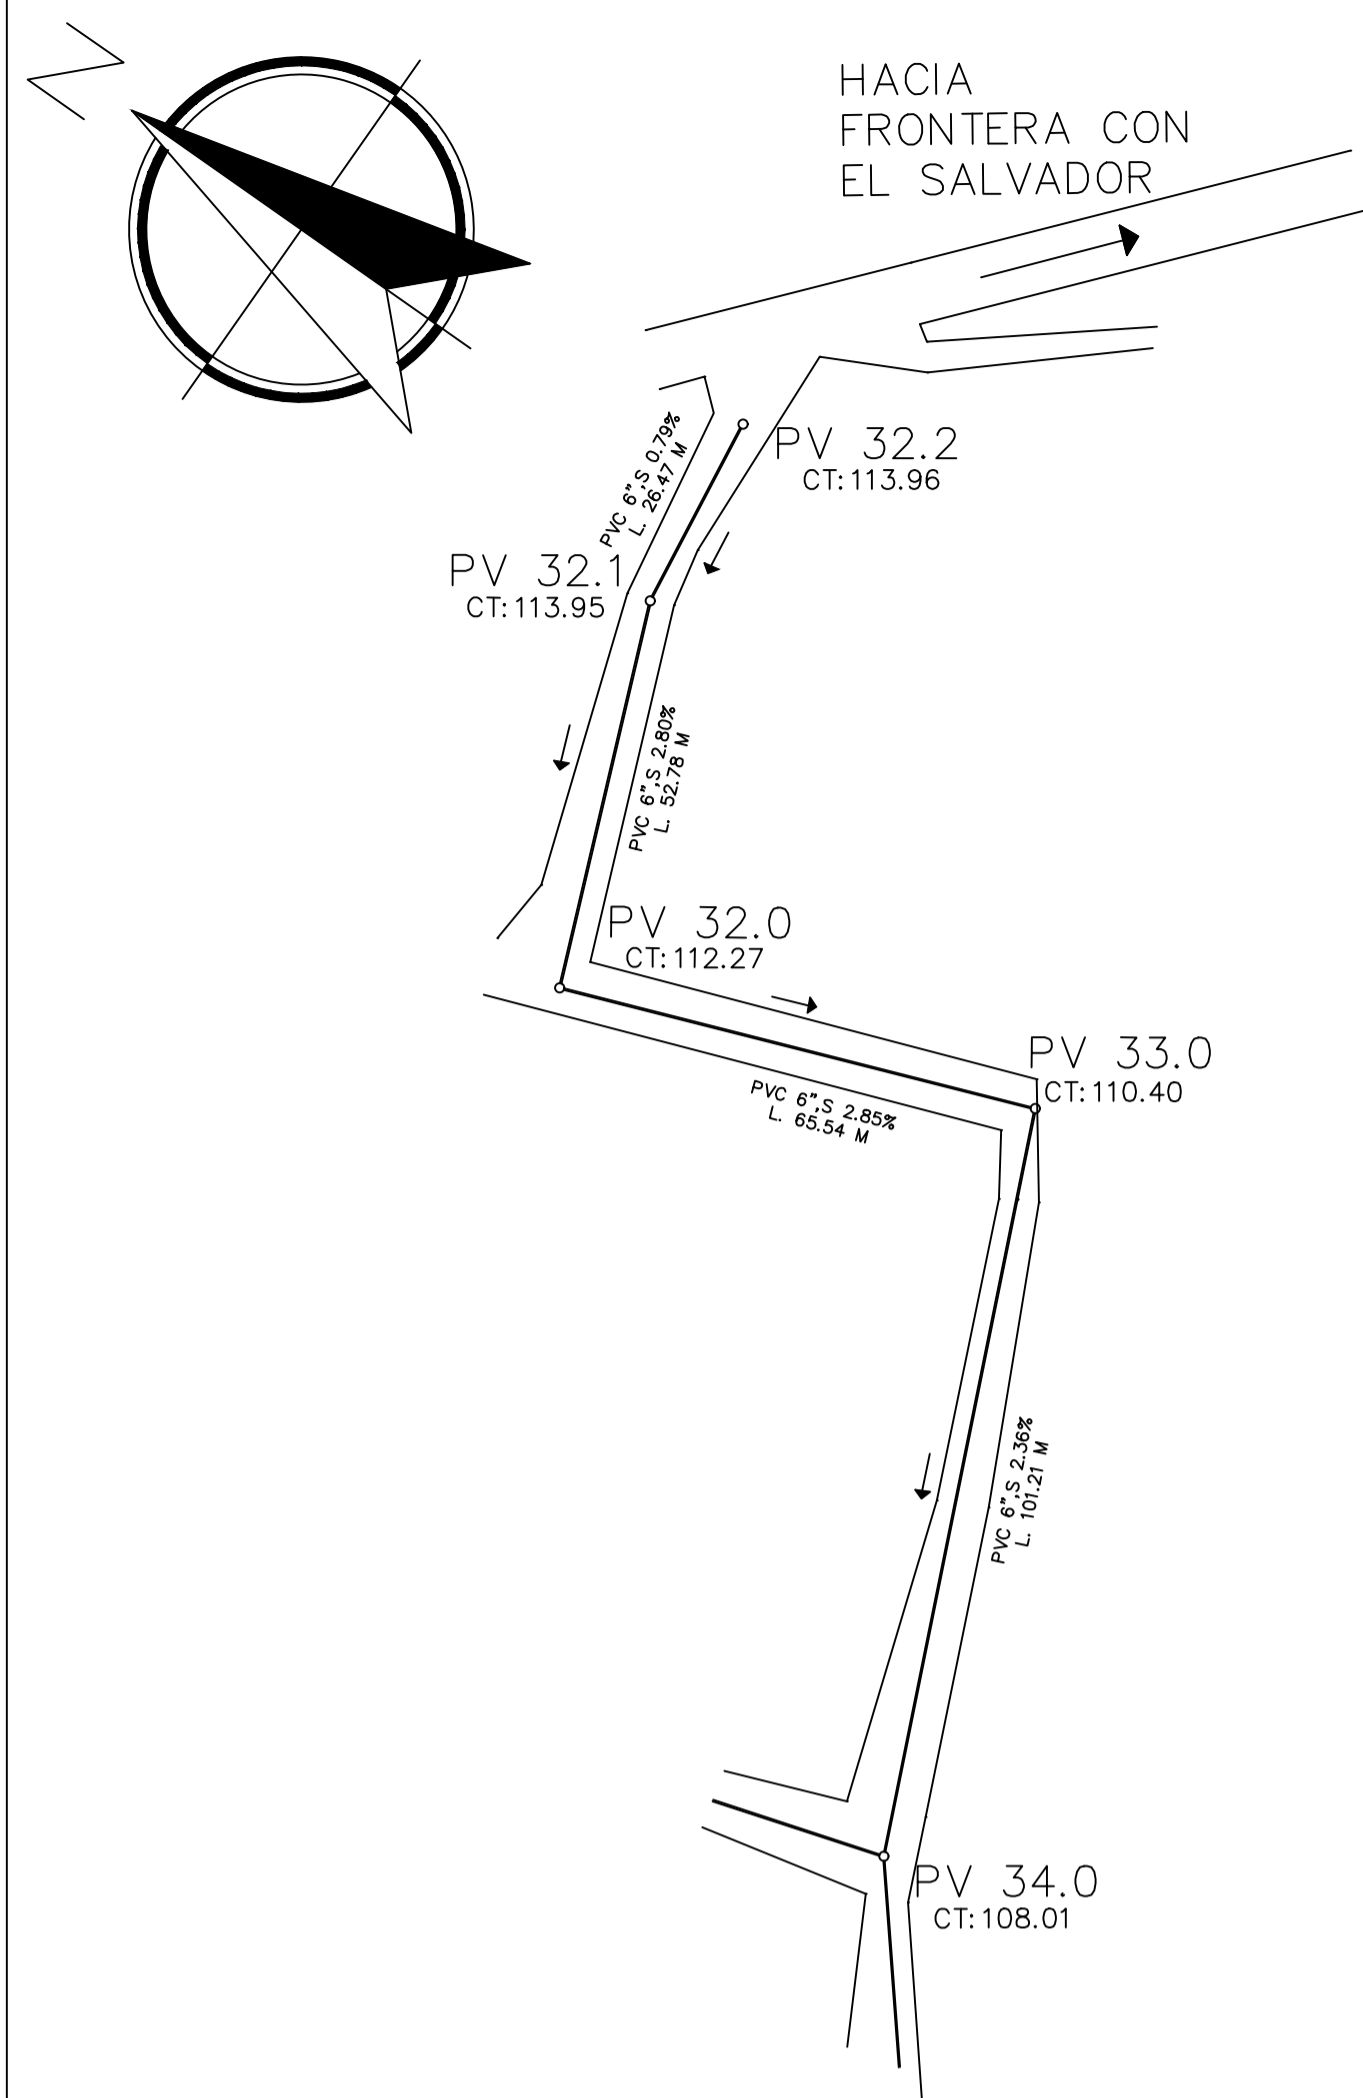 N
HACIA
FRONTERA CON
EL SALVADOR
PVC 6",S 0.79%
L. 26.47 M
PV 32.2
CT:113.96
PV 32.1
CT:113.95
PVC 6",S 2.80%
L. 52.78 M
PV 32.0
CT:112.27
PV 33.0
CT:110.40
PVC 6",S 2.85%
L. 65.54 M
PVC 6",S 2.36%
L. 101.21 M
PV 34.0
CT:108.01